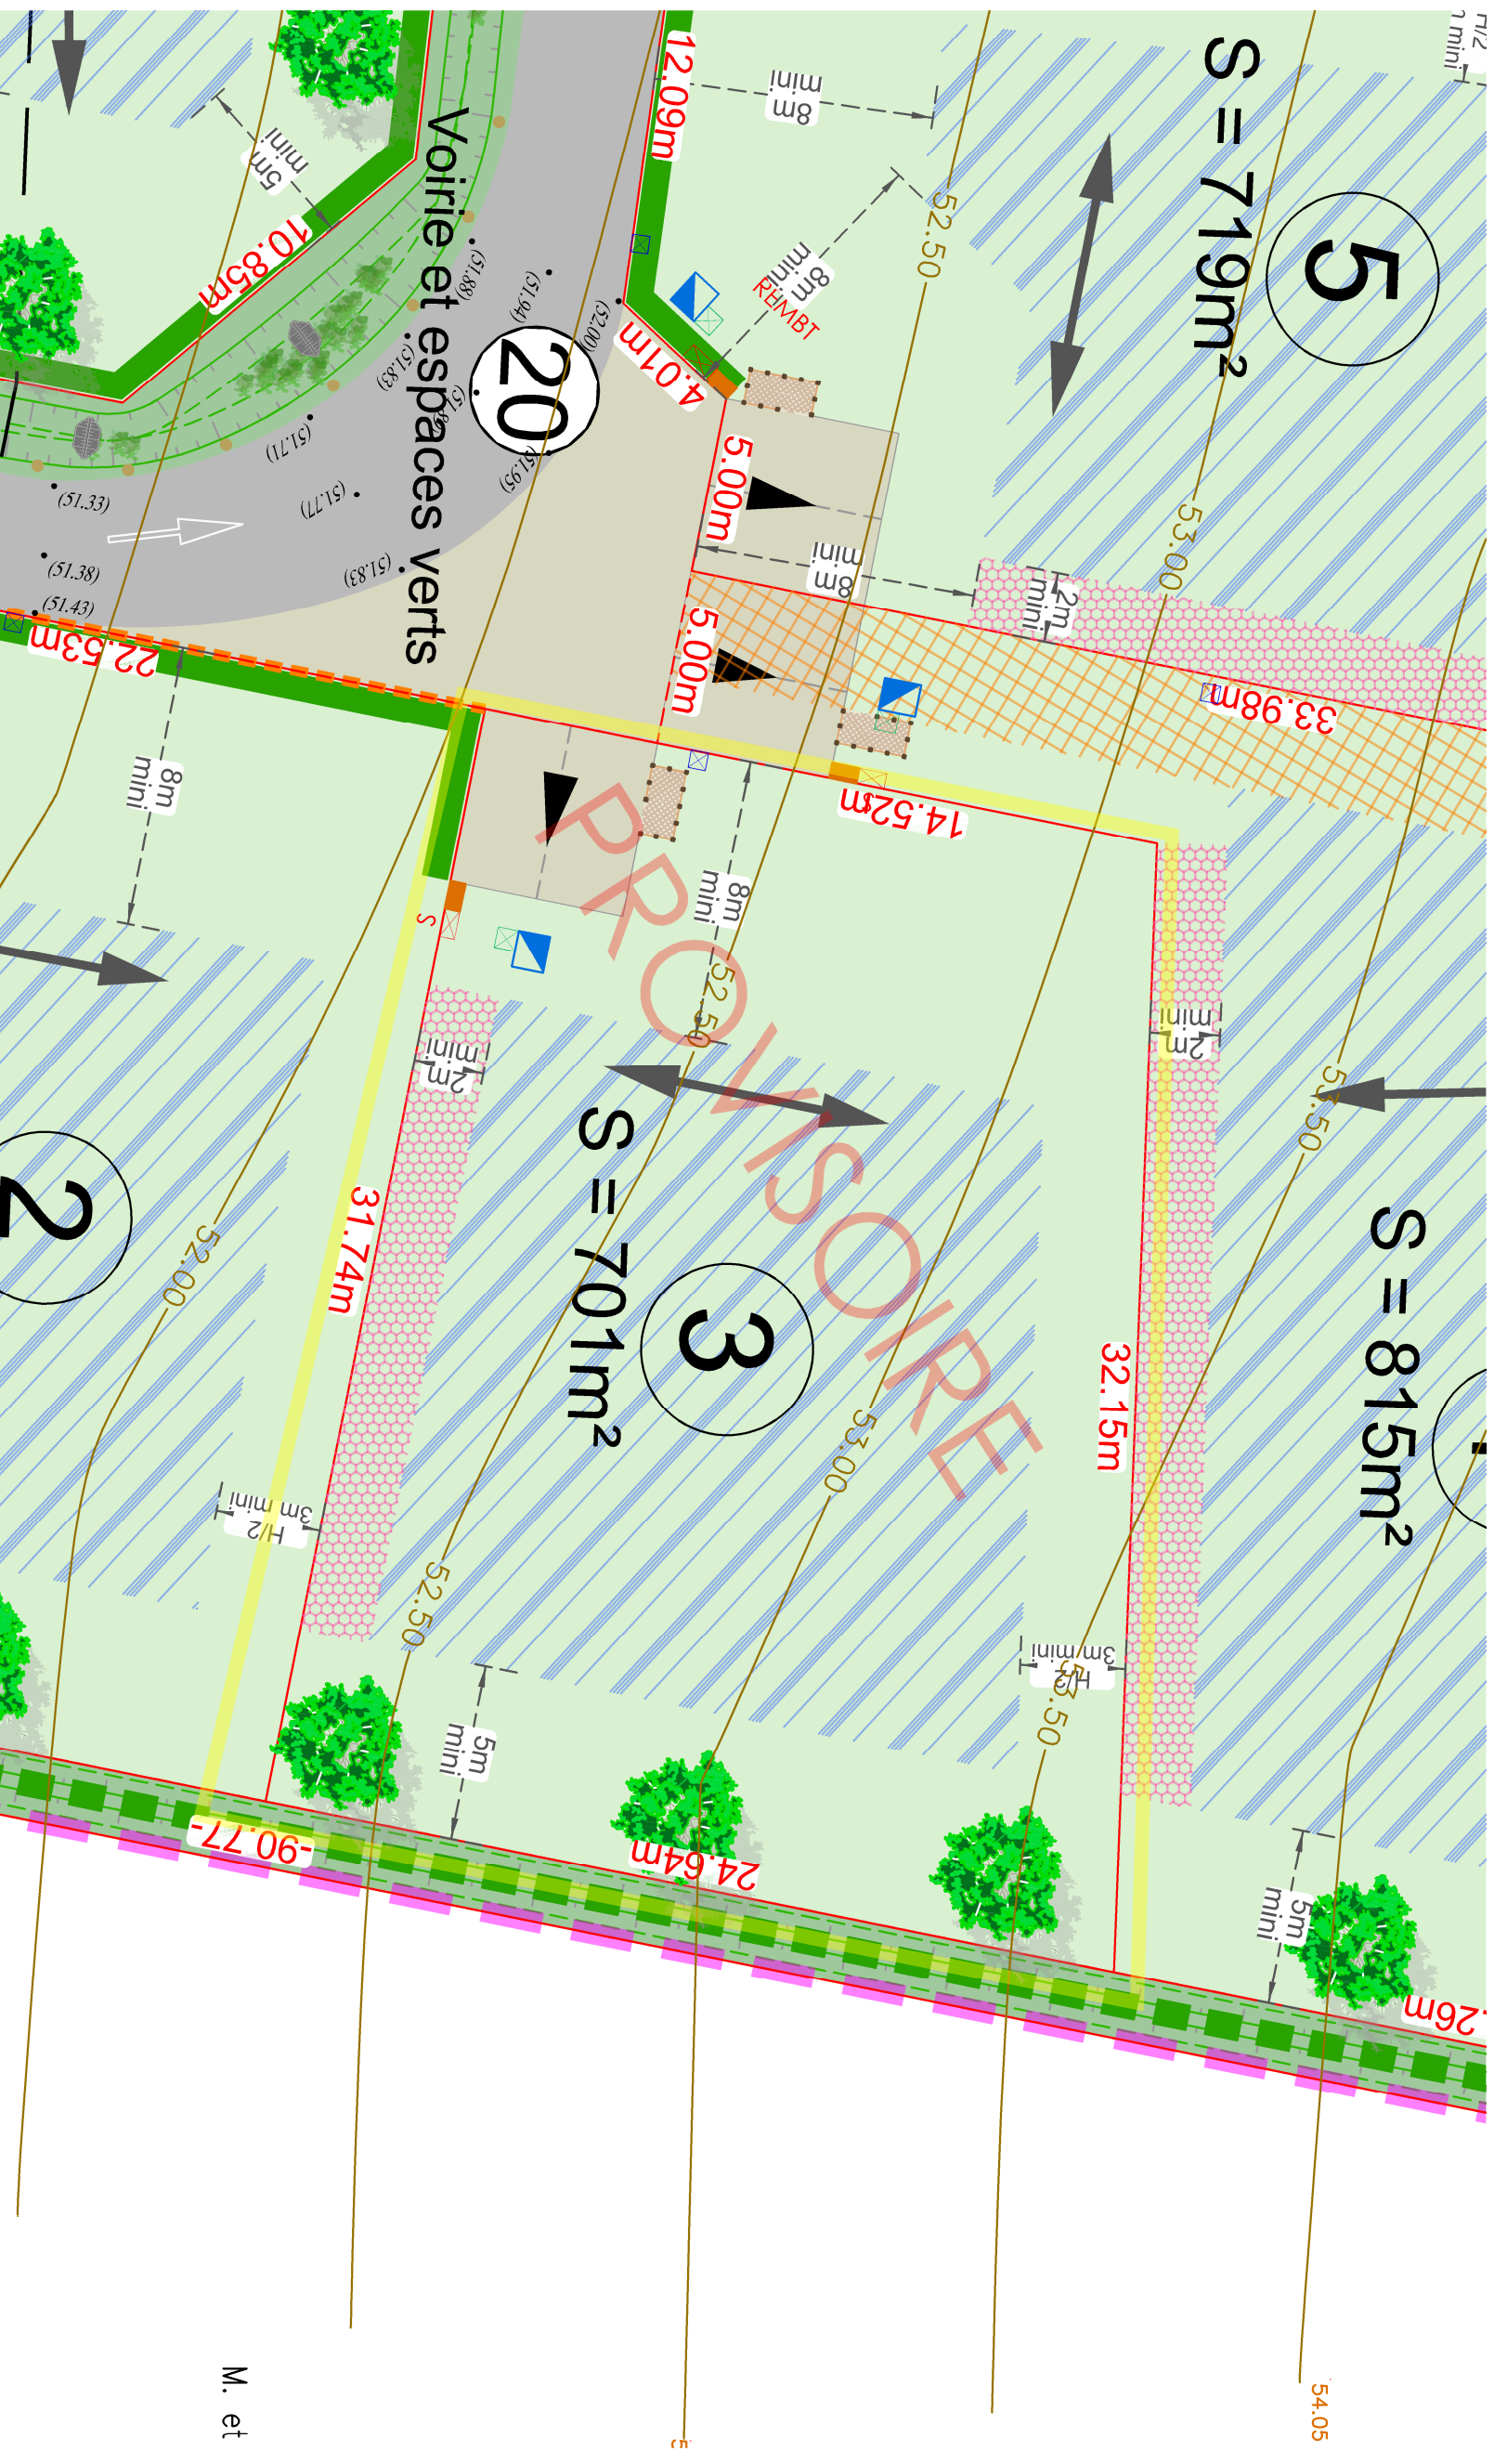 H/2
8m
mini
12.09m
S = 719m²
5
5m
mini
10.85m
Voirie et espaces verts
52.50
8m
mini
REMBT
(51.88)
(51.94)
(52.00)
(51.83)
4.01m
20
(51.71)
(51.95)
(51.33)
(51.77)
5.00m
(51.38)
(51.83)
(51.43)
8m
mini
53.00
2m
mini
22.53m
5.00m
33.98m
8m
mini
14.52m
S
8m
mini
S
PROVISOIRE
52.50
2m
mini
2m
mini
53.50
2
52.00
31.74m
S = 701m²
3
32.15m
S = 815m²
53.00
H/2
3m mini
52.50
H/2
3m mini
53.50
5m
mini
-90.77-
24.64m
5m
mini
.26m
M. et
54.05